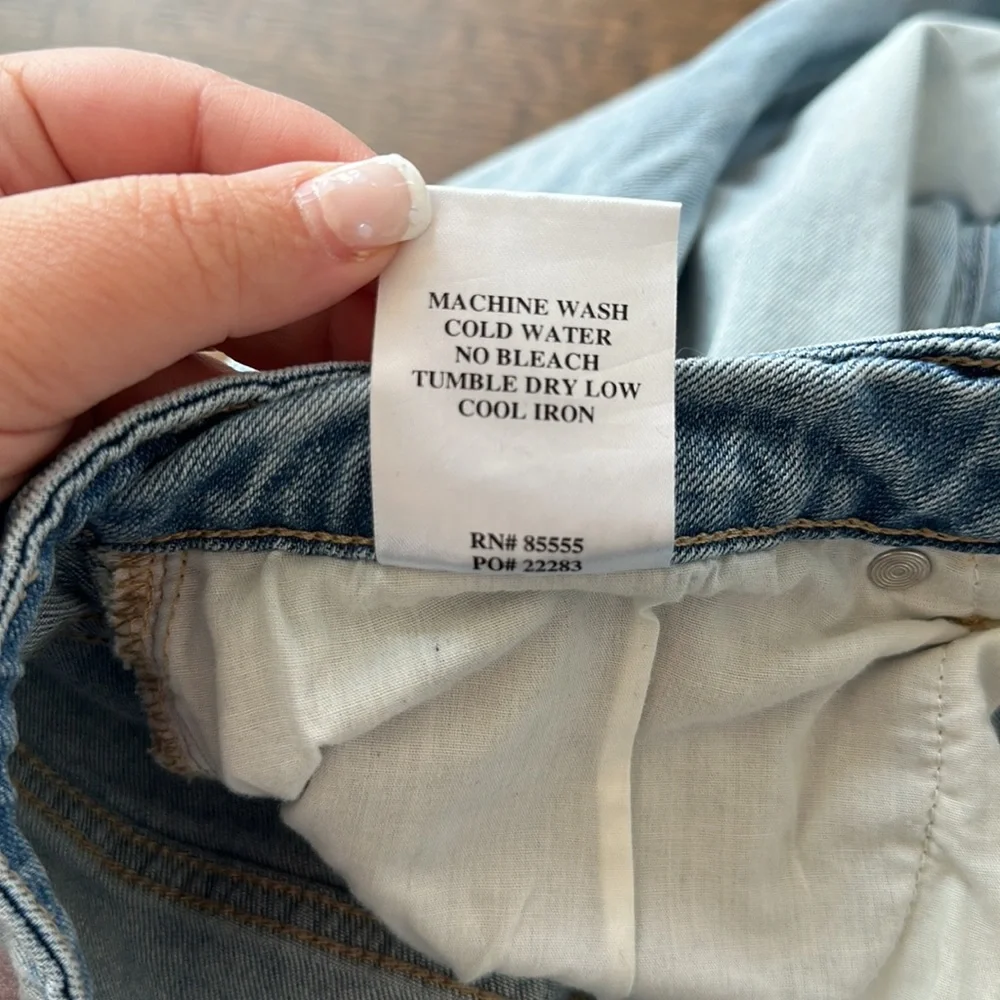 MACHINE WASH
COLD WATER
NO BLEACH
TUMBLE DRY LOW
COOL IRON
RN# 85555
PO# 22283